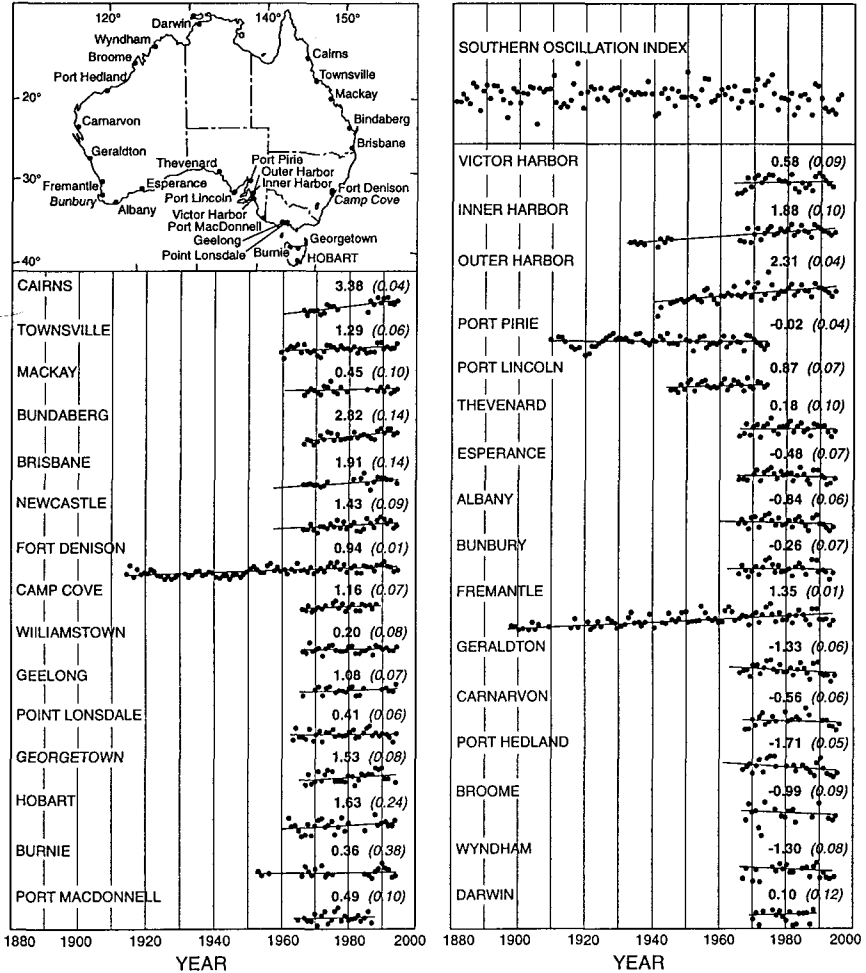 120° 140° 150°
Darwin
Wyndham
Broome
Port Hedland
Cairns
Townsville
Mackay
20°
Carnarvon
Bindaberg
Geraldton
Brisbane
Thevenard
Port Pirie
Outer Harbor
Inner Harbor
30°
Fremantle
Esperance
Port Lincoln
Fort Denison
Bunbury
Camp Cove
Albany
Victor Harbor
Port MacDonnell
Geelong
Georgetown
Point Lonsdale
Burnie
HOBART
40°
CAIRNS 3.38 (0.04)
TOWNSVILLE 1.29 (0.06)
MACKAY 0.45 (0.10)
BUNDABERG 2.82 (0.14)
BRISBANE 1.91 (0.14)
NEWCASTLE 1.43 (0.09)
FORT DENISON 0.94 (0.01)
CAMP COVE 1.16 (0.07)
WIILIAMSTOWN 0.20 (0.08)
GEELONG 1.08 (0.07)
POINT LONSDALE 0.41 (0.06)
GEORGETOWN 1.53 (0.08)
HOBART 1.63 (0.24)
BURNIE 0.36 (0.38)
PORT MACDONNELL 0.49 (0.10)
1880 1900 1920 1940 1960 1980 2000
YEAR
SOUTHERN OSCILLATION INDEX
VICTOR HARBOR 0.58 (0.09)
INNER HARBOR 1.88 (0.10)
OUTER HARBOR 2.31 (0.04)
PORT PIRIE -0.02 (0.04)
PORT LINCOLN 0.87 (0.07)
THEVENARD 0.18 (0.10)
ESPERANCE -0.48 (0.07)
ALBANY -0.84 (0.06)
BUNBURY -0.26 (0.07)
FREMANTLE 1.35 (0.01)
GERALDTON -1.33 (0.06)
CARNARVON -0.56 (0.06)
PORT HEDLAND -1.71 (0.05)
BROOME -0.99 (0.09)
WYNDHAM -1.30 (0.08)
DARWIN 0.10 (0.12)
1880 1900 1920 1940 1960 1980 2000
YEAR